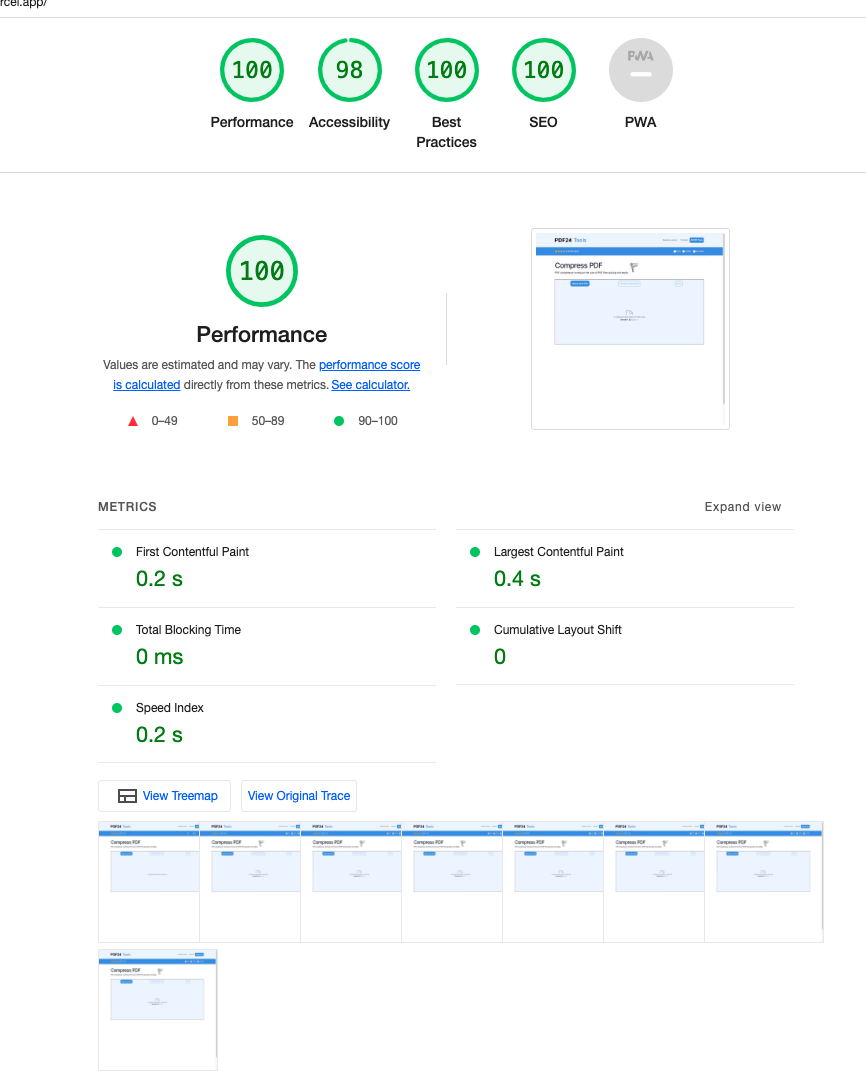 rcel.app/
100
98
100
100
PWA
Performance
Accessibility
Best
Practices
SEO
PWA
100
Performance
Values are estimated and may vary. The performance score
is calculated directly from these metrics. See calculator.
0–49
50–89
90–100
PDF24 Tools
Compress PDF
METRICS
Expand view
First Contentful Paint
0.2 s
Largest Contentful Paint
0.4 s
Total Blocking Time
0 ms
Cumulative Layout Shift
0
Speed Index
0.2 s
View Treemap
View Original Trace
PDF24 Tools
PDF24 Tools
PDF24 Tools
PDF24 Tools
PDF24 Tools
PDF24 Tools
PDF24 Tools
Compress PDF
Compress PDF
Compress PDF
Compress PDF
Compress PDF
Compress PDF
Compress PDF
PDF24 Tools
Compress PDF